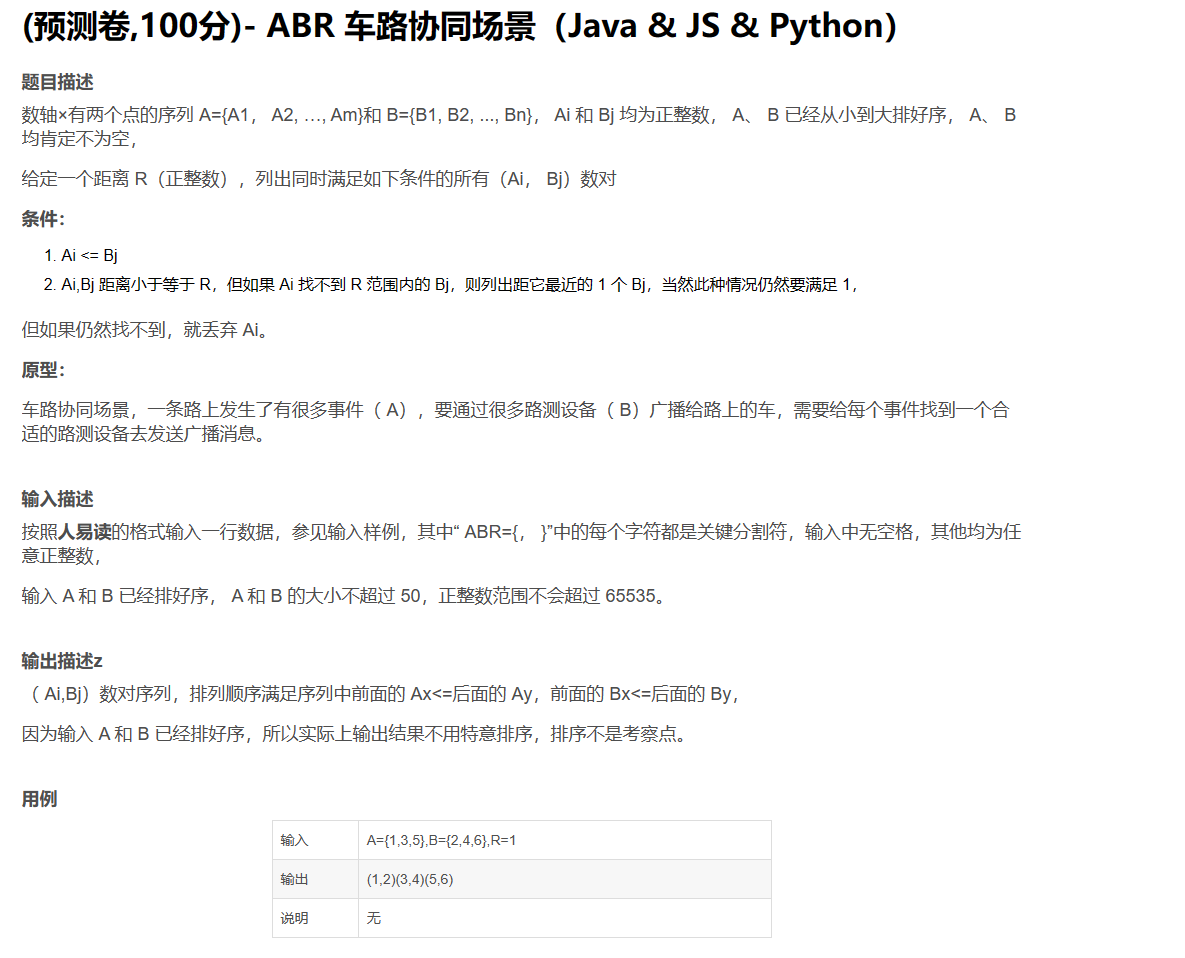 (预测卷,100分)- ABR 车路协同场景（Java & JS & Python）
题目描述
数轴×有两个点的序列 A={A1， A2, …, Am}和 B={B1, B2, ..., Bn}， Ai 和 Bj 均为正整数， A、 B 已经从小到大排好序， A、 B
均肯定不为空，
给定一个距离 R（正整数），列出同时满足如下条件的所有（Ai， Bj）数对
条件：
1. Ai <= Bj
2. Ai,Bj 距离小于等于 R，但如果 Ai 找不到 R 范围内的 Bj，则列出距它最近的 1 个 Bj，当然此种情况仍然要满足 1，
但如果仍然找不到，就丢弃 Ai。
原型：
车路协同场景，一条路上发生了有很多事件（ A），要通过很多路测设备（ B）广播给路上的车，需要给每个事件找到一个合
适的路测设备去发送广播消息。
输入描述
按照人易读的格式输入一行数据，参见输入样例，其中“ ABR={， }”中的每个字符都是关键分割符，输入中无空格，其他均为任
意正整数，
输入 A 和 B 已经排好序， A 和 B 的大小不超过 50，正整数范围不会超过 65535。
输出描述z
（ Ai,Bj）数对序列，排列顺序满足序列中前面的 Ax<=后面的 Ay，前面的 Bx<=后面的 By，
因为输入 A 和 B 已经排好序，所以实际上输出结果不用特意排序，排序不是考察点。
用例
输入 A={1,3,5},B={2,4,6},R=1
输出 (1,2)(3,4)(5,6)
说明 无